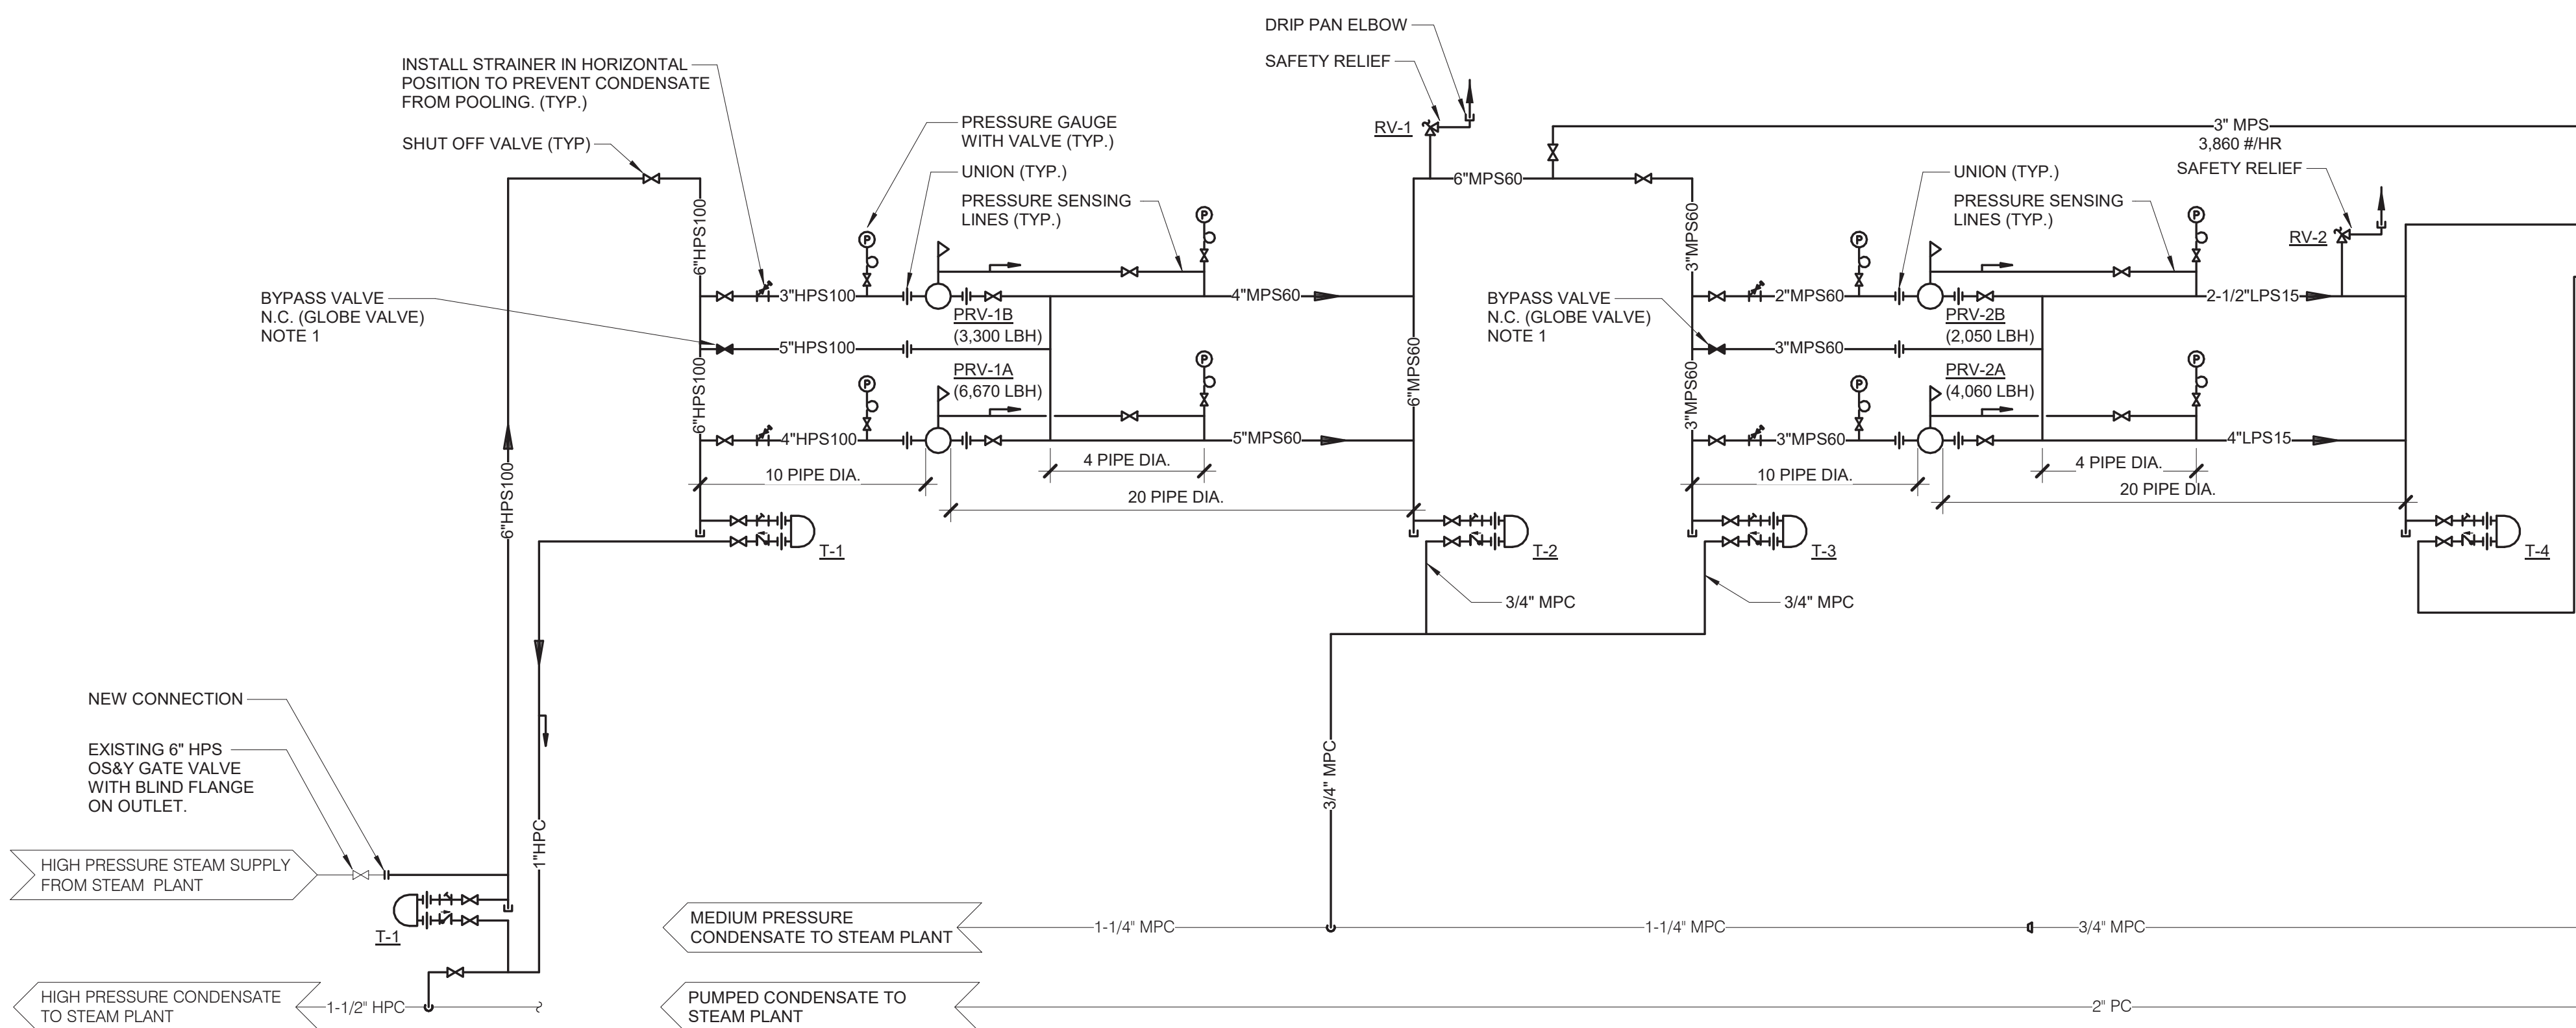 DRIP PAN ELBOW
SAFETY RELIEF
RV-1
INSTALL STRAINER IN HORIZONTAL
POSITION TO PREVENT CONDENSATE
FROM POOLING. (TYP.)
SHUT OFF VALVE (TYP)
PRESSURE GAUGE
WITH VALVE (TYP.)
UNION (TYP.)
PRESSURE SENSING
LINES (TYP.)
3" MPS
3,860 #/HR
SAFETY RELIEF
UNION (TYP.)
PRESSURE SENSING
LINES (TYP.)
RV-2
6"MPS60
6"HPS100
3"MPS60
P
P
P
P
BYPASS VALVE
N.C. (GLOBE VALVE)
NOTE 1
3"HPS100
PRV-1B
(3,300 LBH)
4"MPS60
BYPASS VALVE
N.C. (GLOBE VALVE)
NOTE 1
2"MPS60
PRV-2B
(2,050 LBH)
2-1/2"LPS15
5"HPS100
3"MPS60
6"HPS100
6"MPS60
3"MPS60
P
P
P
P
PRV-1A
(6,670 LBH)
PRV-2A
(4,060 LBH)
4"HPS100
5"MPS60
3"MPS60
4"LPS15
10 PIPE DIA.
4 PIPE DIA.
20 PIPE DIA.
10 PIPE DIA.
4 PIPE DIA.
20 PIPE DIA.
6"HPS100
T-1
T-2
T-3
T-4
3/4" MPC
3/4" MPC
3/4" MPC
1"HPC
NEW CONNECTION
EXISTING 6" HPS
OS&Y GATE VALVE
WITH BLIND FLANGE
ON OUTLET.
HIGH PRESSURE STEAM SUPPLY
FROM STEAM PLANT
T-1
MEDIUM PRESSURE
CONDENSATE TO STEAM PLANT
1-1/4" MPC
1-1/4" MPC
3/4" MPC
HIGH PRESSURE CONDENSATE
TO STEAM PLANT
1-1/2" HPC
PUMPED CONDENSATE TO
STEAM PLANT
2" PC